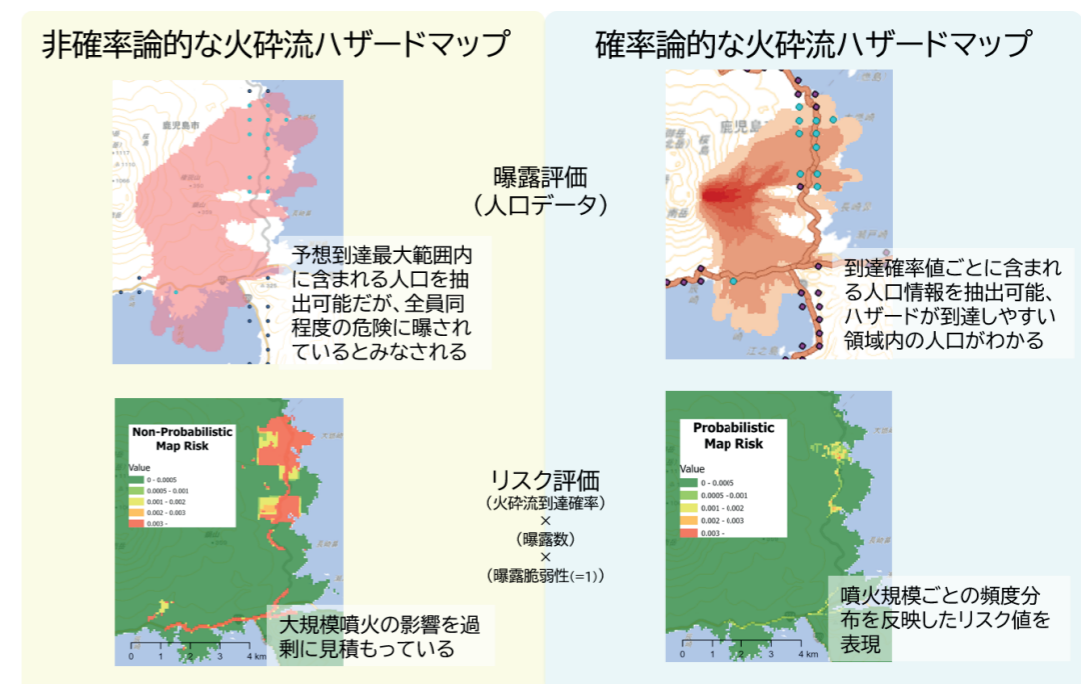 非確率論的な火砕流ハザードマップ
確率論的な火砕流ハザードマップ
鹿児島市
曝露評価
（人口データ）
予想到達最大範囲内
に含まれる人口を抽
出可能だが、全員同
程度の危険に曝され
ているとみなされる
到達確率値ごとに含まれ
る人口情報を抽出可能、
ハザードが到達しやすい
領域内の人口がわかる
Non-Probabilistic
Map Risk
Value
0 - 0.0005
0.0005 - 0.001
0.001 - 0.002
0.002 - 0.003
0.003 -
0 1 2 4 km
大規模噴火の影響を過
剰に見積もっている
リスク評価
（火砕流到達確率）
×
（曝露数）
×
（曝露脆弱性(=1)）
Probabilistic
Map Risk
Value
0 - 0.0005
0.0005 -0.001
0.001 - 0.002
0.002 - 0.003
0.003 -
0 1 2 4 km
噴火規模ごとの頻度分
布を反映したリスク値を
表現